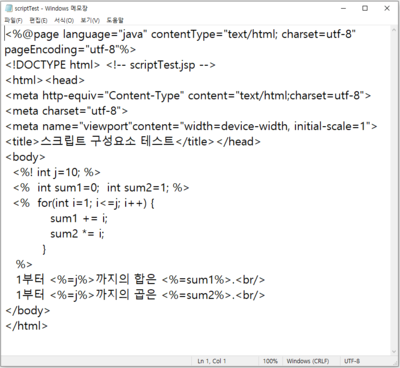 scriptTest - Windows 메모장
파일(F) 편집(E) 서식(O) 보기(V) 도움말
<%@page language="java" contentType="text/html; charset=utf-8"
pageEncoding="utf-8"%>
<!DOCTYPE html> <!-- scriptTest.jsp -->
<html><head>
<meta http-equiv="Content-Type" content="text/html;charset=utf-8">
<meta charset="utf-8">
<meta name="viewport"content="width=device-width, initial-scale=1">
<title>스크립트 구성요소 테스트</title></head>
<body>
<%! int j=10; %>
<% int sum1=0; int sum2=1; %>
<% for(int i=1; i<=j; i++) {
sum1 += i;
sum2 *= i;
}
%>
1부터 <%=j%>까지의 합은 <%=sum1%>.<br/>
1부터 <%=j%>까지의 곱은 <%=sum2%>.<br/>
</body>
</html>
Ln 1, Col 1 100% Windows (CRLF) UTF-8